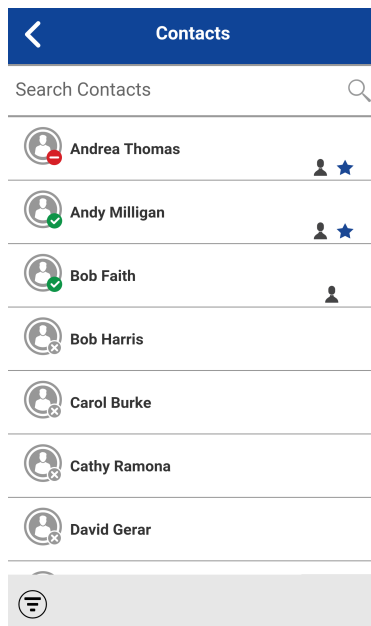 Contacts
Search Contacts
Andrea Thomas
Andy Milligan
Bob Faith
Bob Harris
Carol Burke
Cathy Ramona
David Gerar